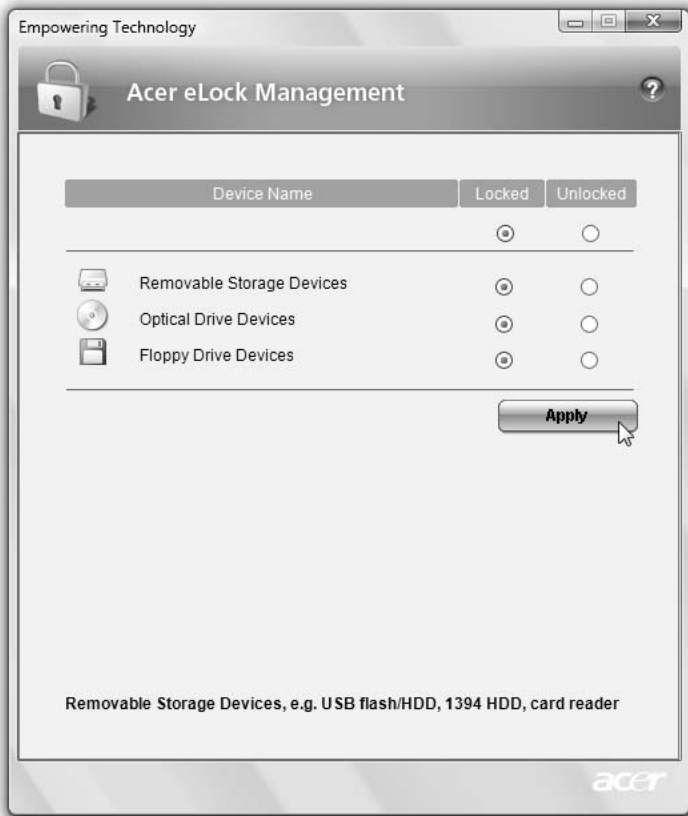 Empowering Technology
Acer eLock Management
Device Name Locked Unlocked
Removable Storage Devices
Optical Drive Devices
Floppy Drive Devices
Apply
Removable Storage Devices, e.g. USB flash/HDD, 1394 HDD, card reader
acer